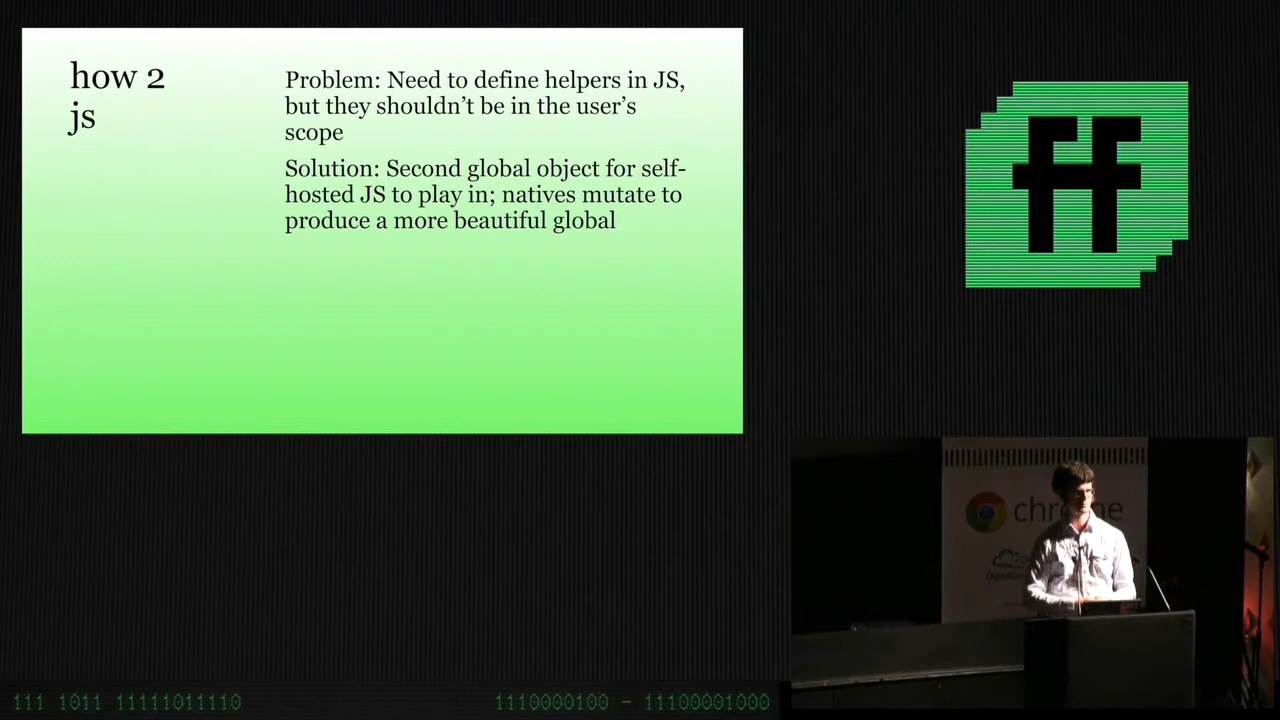 how 2
js
Problem: Need to define helpers in JS,
but they shouldn’t be in the user’s
scope
Solution: Second global object for self-
hosted JS to play in; natives mutate to
produce a more beautiful global
ff
chrome
111 1011 11111011110
1110000100 – 11100001000